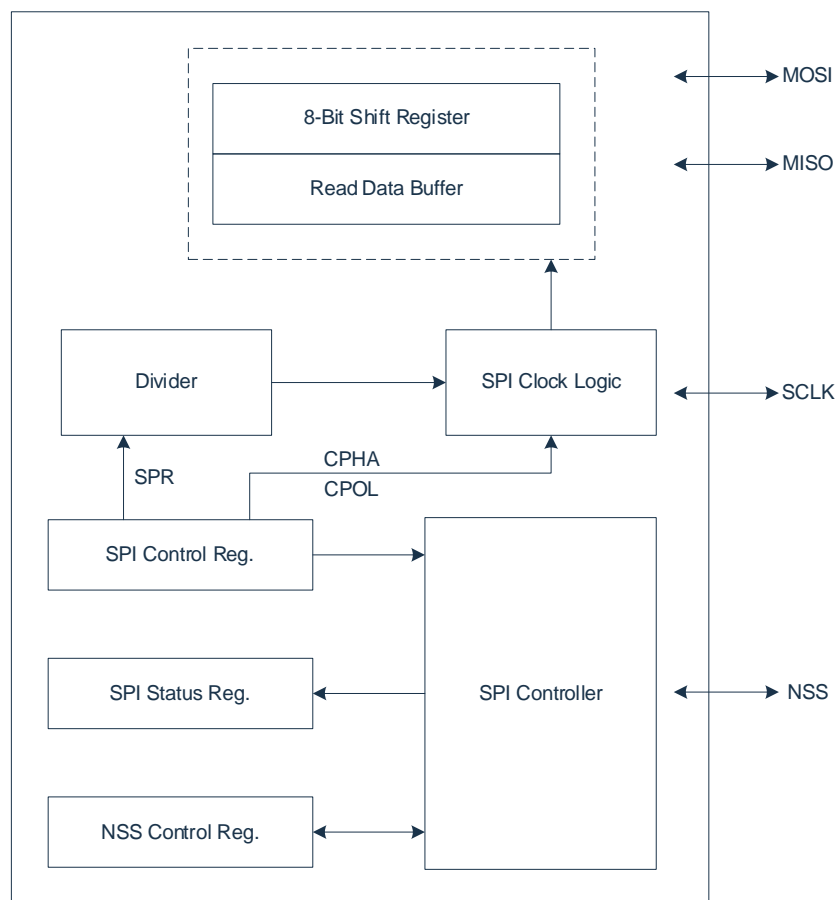 MOSI
8-Bit Shift Register
MISO
Read Data Buffer
Divider
SPI Clock Logic
SCLK
CPHA
SPR
CPOL
SPI Control Reg.
SPI Status Reg.
SPI Controller
NSS
NSS Control Reg.